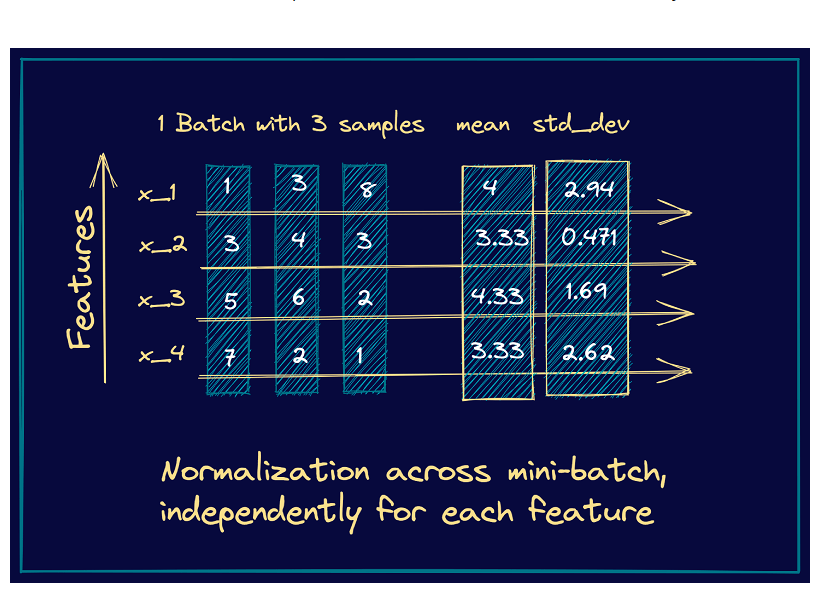 1 Batch with 3 samples mean std_dev
x_1 1 3 8 4 2.94
x_2 3 4 3 3.33 0.471
x_3 5 6 2 4.33 1.69
x_4 7 2 1 3.33 2.62
Features
Normalization across mini-batch,
independently for each feature